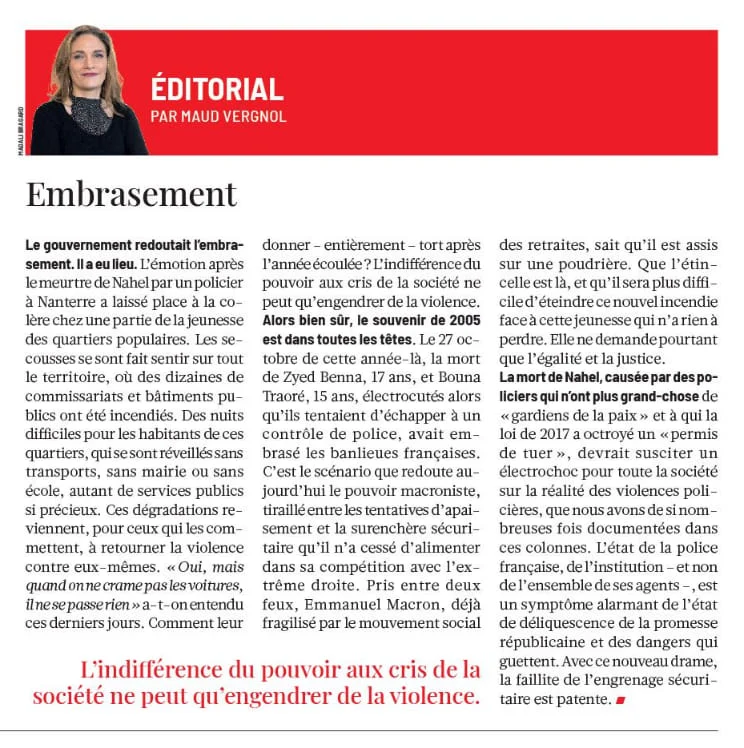 MAGALI BRAGARD
ÉDITORIAL
PAR MAUD VERGNOL
Embrasement
Le gouvernement redoutait l'embra-
sement. Il a eu lieu. L'émotion après
le meurtre de Nahel par un policier
à Nanterre a laissé place à la co-
lère chez une partie de la jeunesse
des quartiers populaires. Les se-
cousses se sont fait sentir sur tout
le territoire, où des dizaines de
commissariats et bâtiments pu-
blics ont été incendiés. Des nuits
difficiles pour les habitants de ces
quartiers, qui se sont réveillés sans
transports, sans mairie ou sans
école, autant de services publics
si précieux. Ces dégradations re-
viennent, pour ceux qui les com-
mettent, à retourner la violence
contre eux-mêmes. « Oui, mais
quand on ne crame pas les voitures,
il ne se passe rien » a-t-on entendu
ces derniers jours. Comment leur
donner – entièrement – tort après
l'année écoulée ? L'indifférence du
pouvoir aux cris de la société ne
peut qu'engendrer de la violence.
Alors bien sûr, le souvenir de 2005
est dans toutes les têtes. Le 27 oc-
tobre de cette année-là, la mort
de Zyed Benna, 17 ans, et Bouna
Traoré, 15 ans, électrocutés alors
qu'ils tentaient d'échapper à un
contrôle de police, avait em-
brasé les banlieues françaises.
C'est le scénario que redoute au-
jourd'hui le pouvoir macroniste,
tiraillé entre les tentatives d'apai-
sement et la surenchère sécuri-
taire qu'il n'a cessé d'alimenter
dans sa compétition avec l'ex-
trême droite. Pris entre deux
feux, Emmanuel Macron, déjà
fragilisé par le mouvement social
des retraites, sait qu'il est assis
sur une poudrière. Que l'étin-
celle est là, et qu'il sera plus diffi-
cile d'éteindre ce nouvel incendie
face à cette jeunesse qui n'a rien à
perdre. Elle ne demande pourtant
que l'égalité et la justice.
La mort de Nahel, causée par des po-
liciers qui n'ont plus grand-chose de
« gardiens de la paix » et à qui la
loi de 2017 a octroyé un « permis
de tuer », devrait susciter un
électrochoc pour toute la société
sur la réalité des violences poli-
cières, que nous avons de si nom-
breuses fois documentées dans
ces colonnes. L'état de la police
française, de l'institution – et non
de l'ensemble de ses agents –, est
un symptôme alarmant de l'état
de déliquescence de la promesse
républicaine et des dangers qui
guettent. Avec ce nouveau drame,
la faillite de l'engrenage sécuri-
taire est patente.
L'indifférence du pouvoir aux cris de la
société ne peut qu'engendrer de la violence.